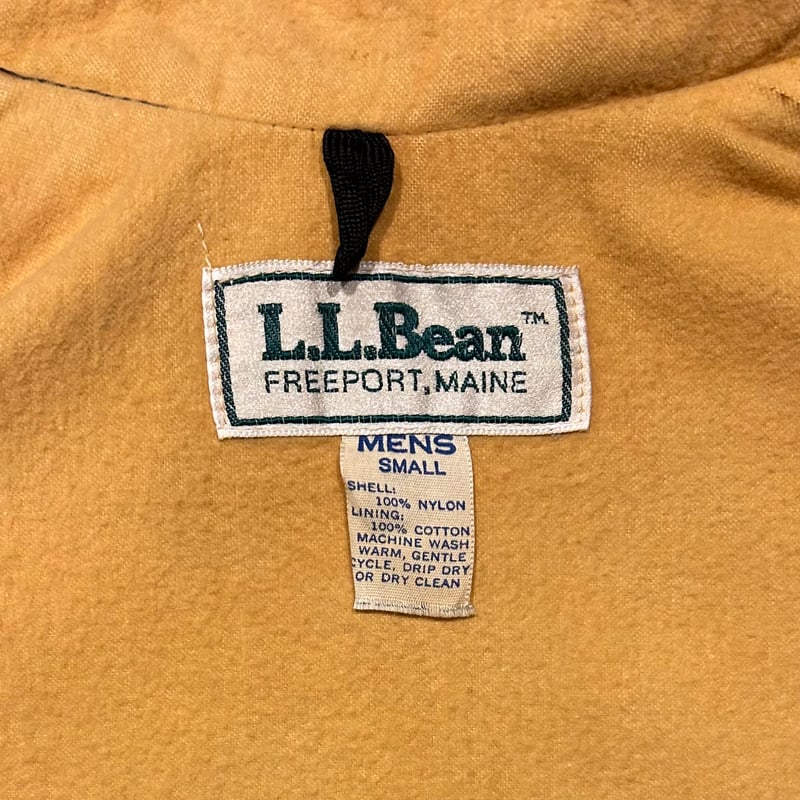 L.L.Bean™
FREEPORT, MAINE
MENS
SMALL
SHELL:
100% NYLON
LINING:
100% COTTON
MACHINE WASH
WARM, GENTLE
CYCLE, DRIP DRY
OR DRY CLEAN